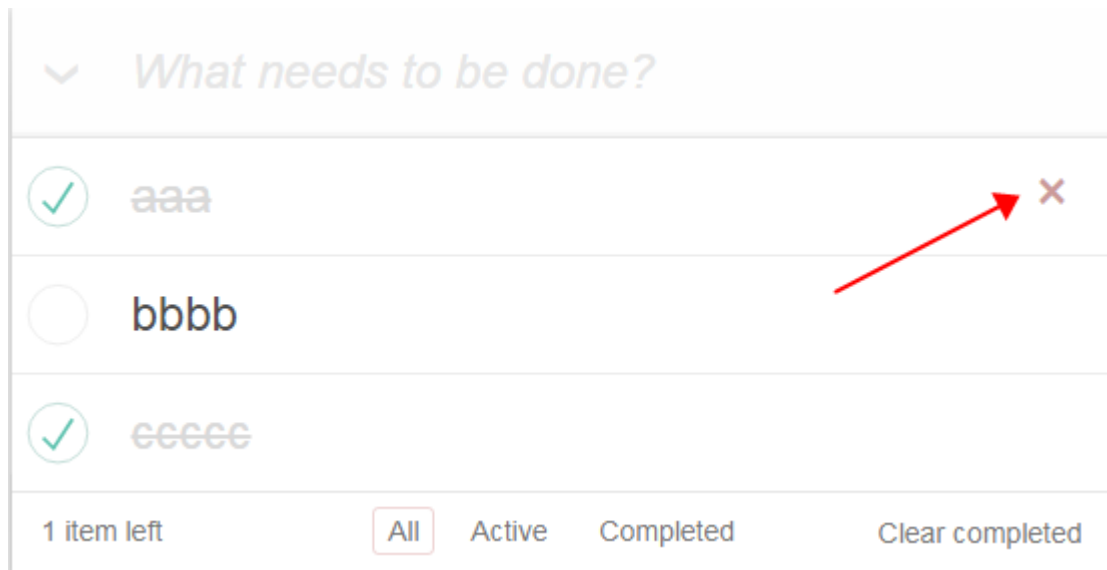 What needs to be done?
aaa
bbbb
ccccc
1 item left All Active Completed Clear completed